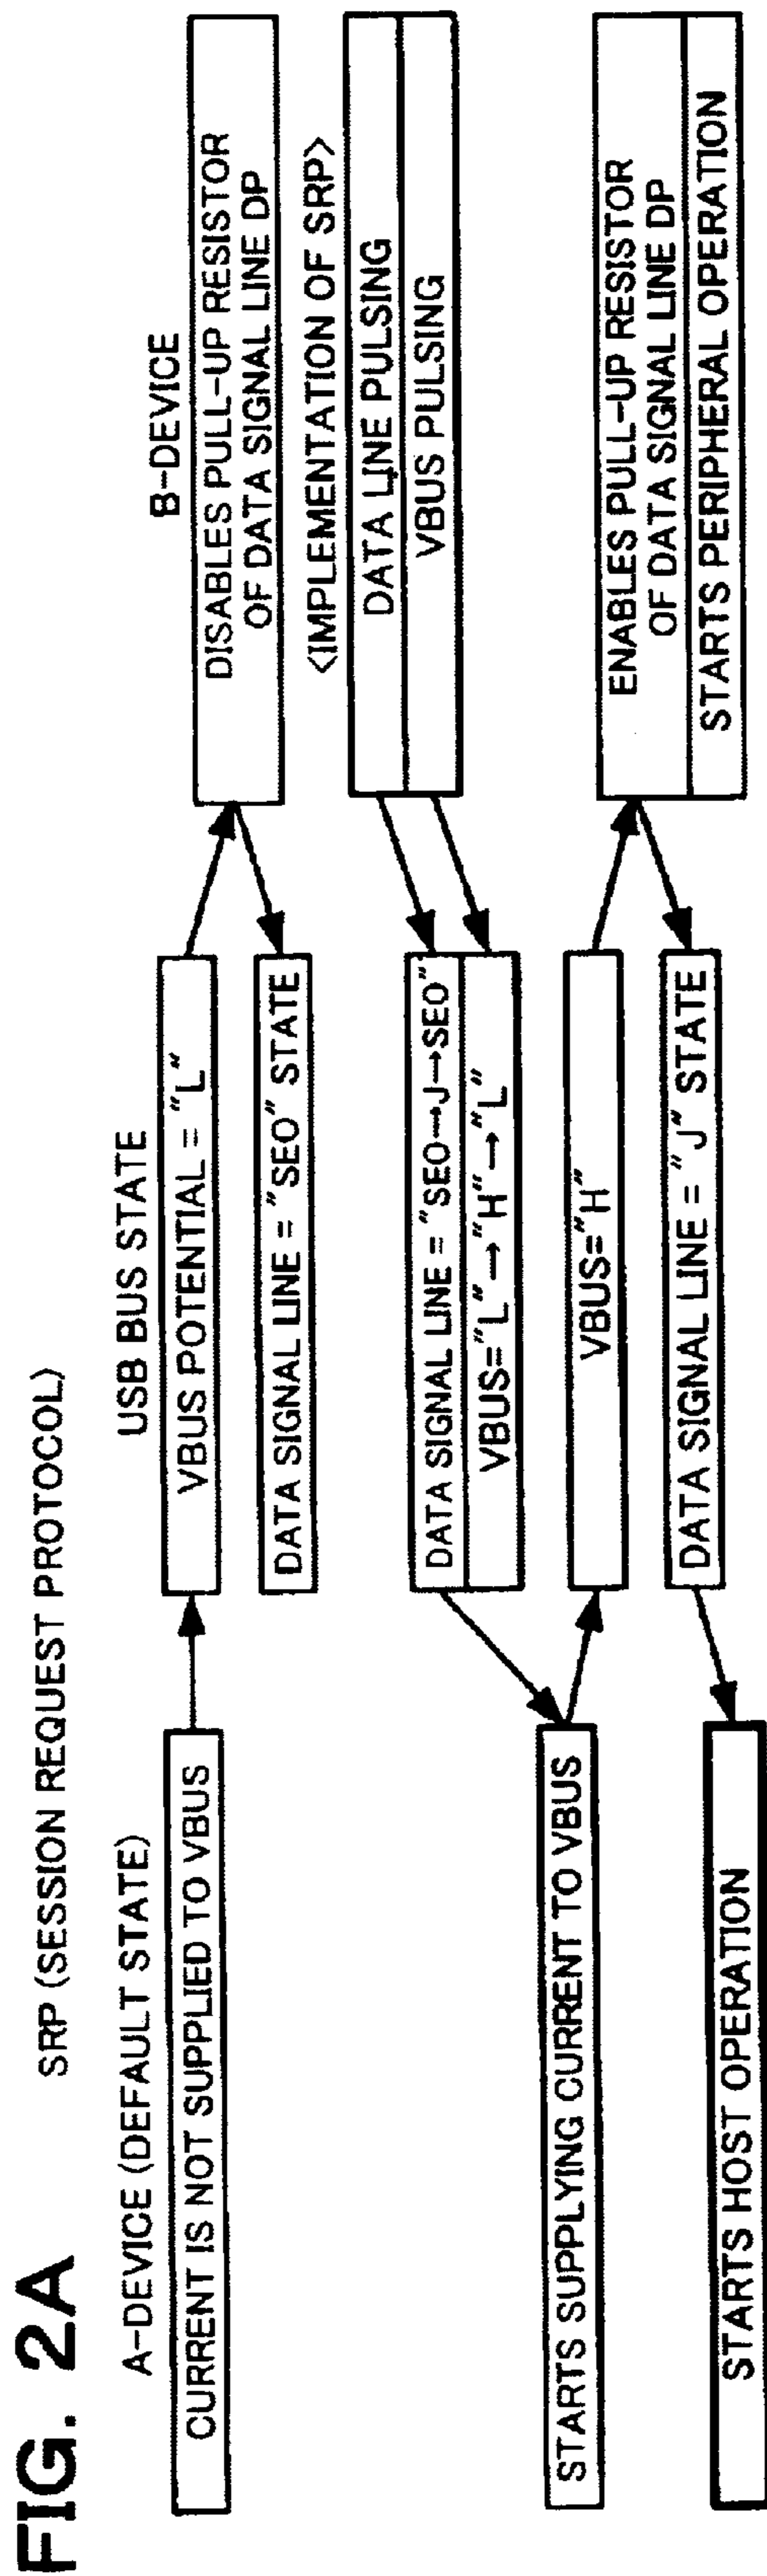 FIG. 2A
SRP (SESSION REQUEST PROTOCOL)
A-DEVICE (DEFAULT STATE)
USB BUS STATE
B-DEVICE
CURRENT IS NOT SUPPLIED TO VBUS
VBUS POTENTIAL = "L"
DISABLES PULL-UP RESISTOR
OF DATA SIGNAL LINE DP
DATA SIGNAL LINE = "SE0" STATE
<IMPLEMENTATION OF SRP>
DATA LINE PULSING
VBUS PULSING
DATA SIGNAL LINE = "SE0→J→SE0"
VBUS="L"→"H"→"L"
STARTS SUPPLYING CURRENT TO VBUS
VBUS="H"
ENABLES PULL-UP RESISTOR
OF DATA SIGNAL LINE DP
STARTS PERIPHERAL OPERATION
DATA SIGNAL LINE = "J" STATE
STARTS HOST OPERATION